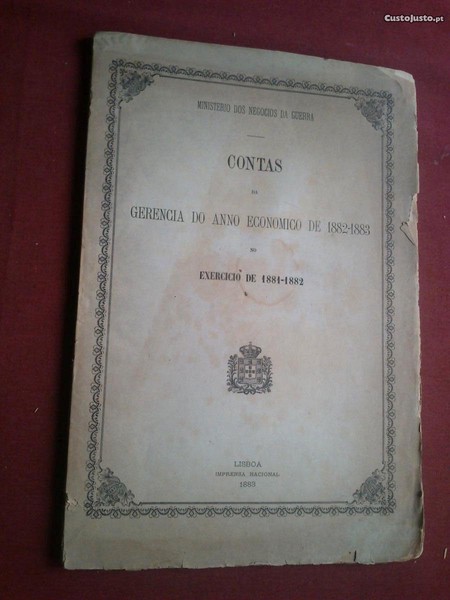 CustoJusto.pt
MINISTERIO DOS NEGOCIOS DA GUERRA
CONTAS
DA
GERENCIA DO ANNO ECONOMICO DE 1882-1883
DO
EXERCICIO DE 1881-1882
LISBOA
IMPRENSA NACIONAL
1883